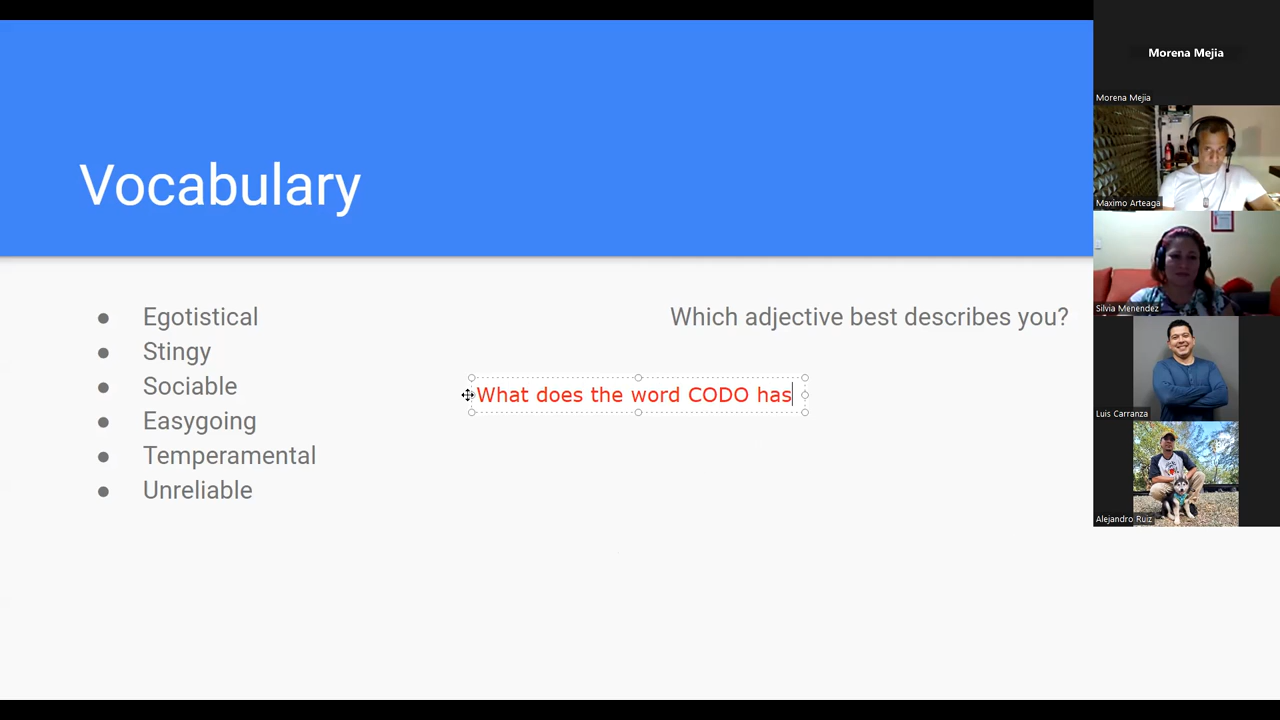 Vocabulary
Egotistical
Stingy
Sociable
Easygoing
Temperamental
Unreliable
Which adjective best describes you?
What does the word CODO has
Morena Mejia
Morena Mejia
Maximo Arteaga
Silvia Menendez
Luis Carranza
Alejandro Ruiz